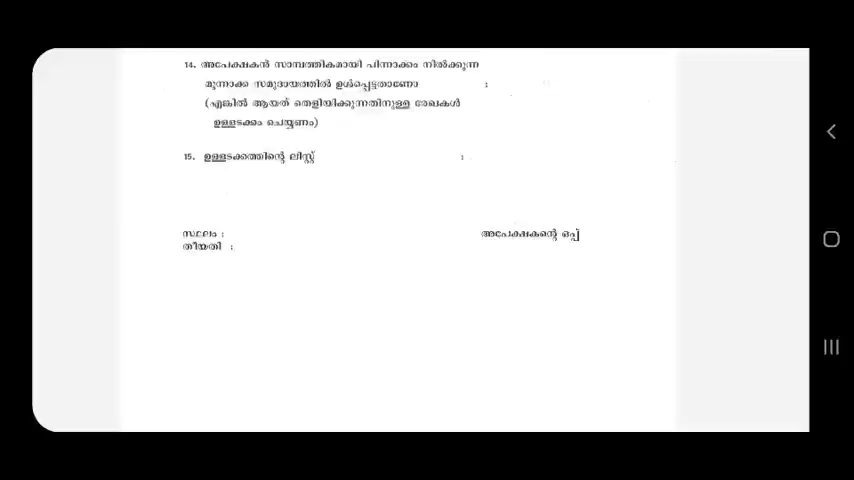 14. അപേക്ഷകൻ സാമ്പത്തികമായി പിന്നാക്കം നിൽക്കുന്ന
മുന്നാക്ക സമുദായത്തിൽ ഉൾപ്പെട്ടതാണോ :
(എങ്കിൽ ആയത് തെളിയിക്കുന്നതിനുള്ള രേഖകൾ
ഉള്ളടക്കം ചെയ്യണം)
15. ഉള്ളടക്കത്തിന്റെ ലിസ്റ്റ് :
സ്ഥലം : അപേക്ഷകന്റെ ഒപ്പ്
തീയതി :